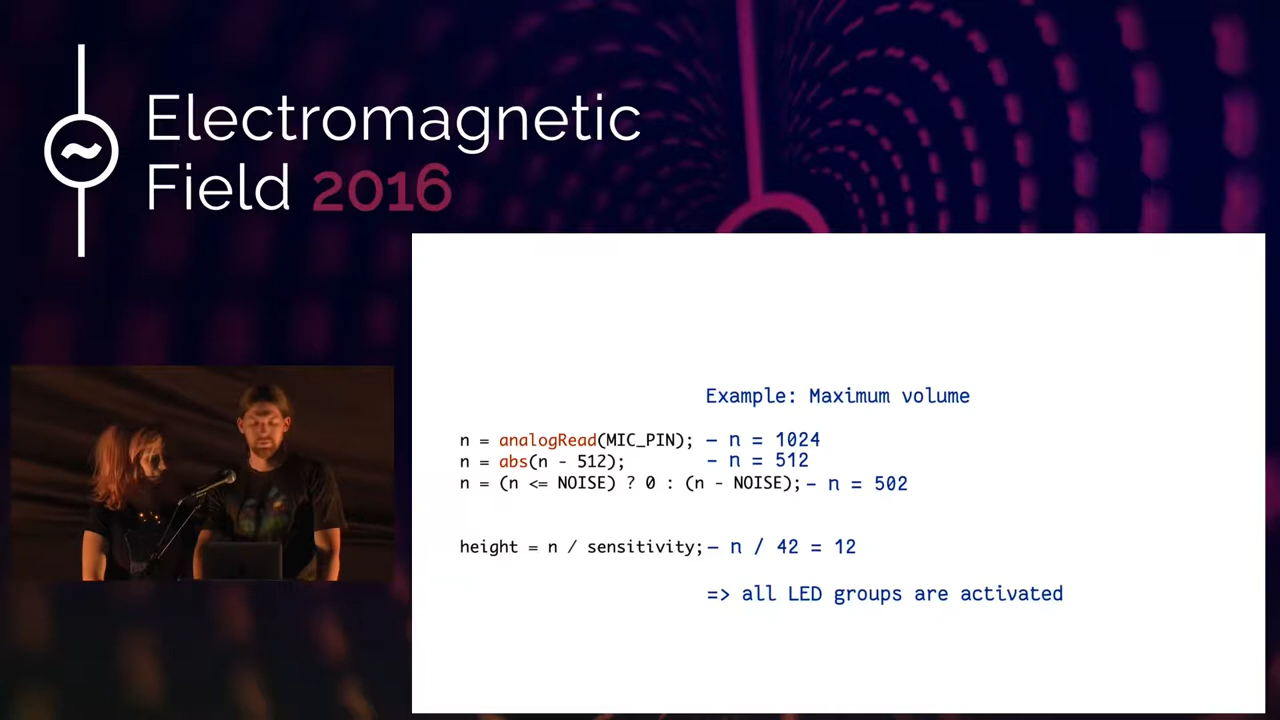 Electromagnetic
Field 2016
Example: Maximum volume
n = analogRead(MIC_PIN); – n = 1024
n = abs(n - 512); – n = 512
n = (n <= NOISE) ? 0 : (n - NOISE); – n = 502
height = n / sensitivity; – n / 42 = 12
=> all LED groups are activated